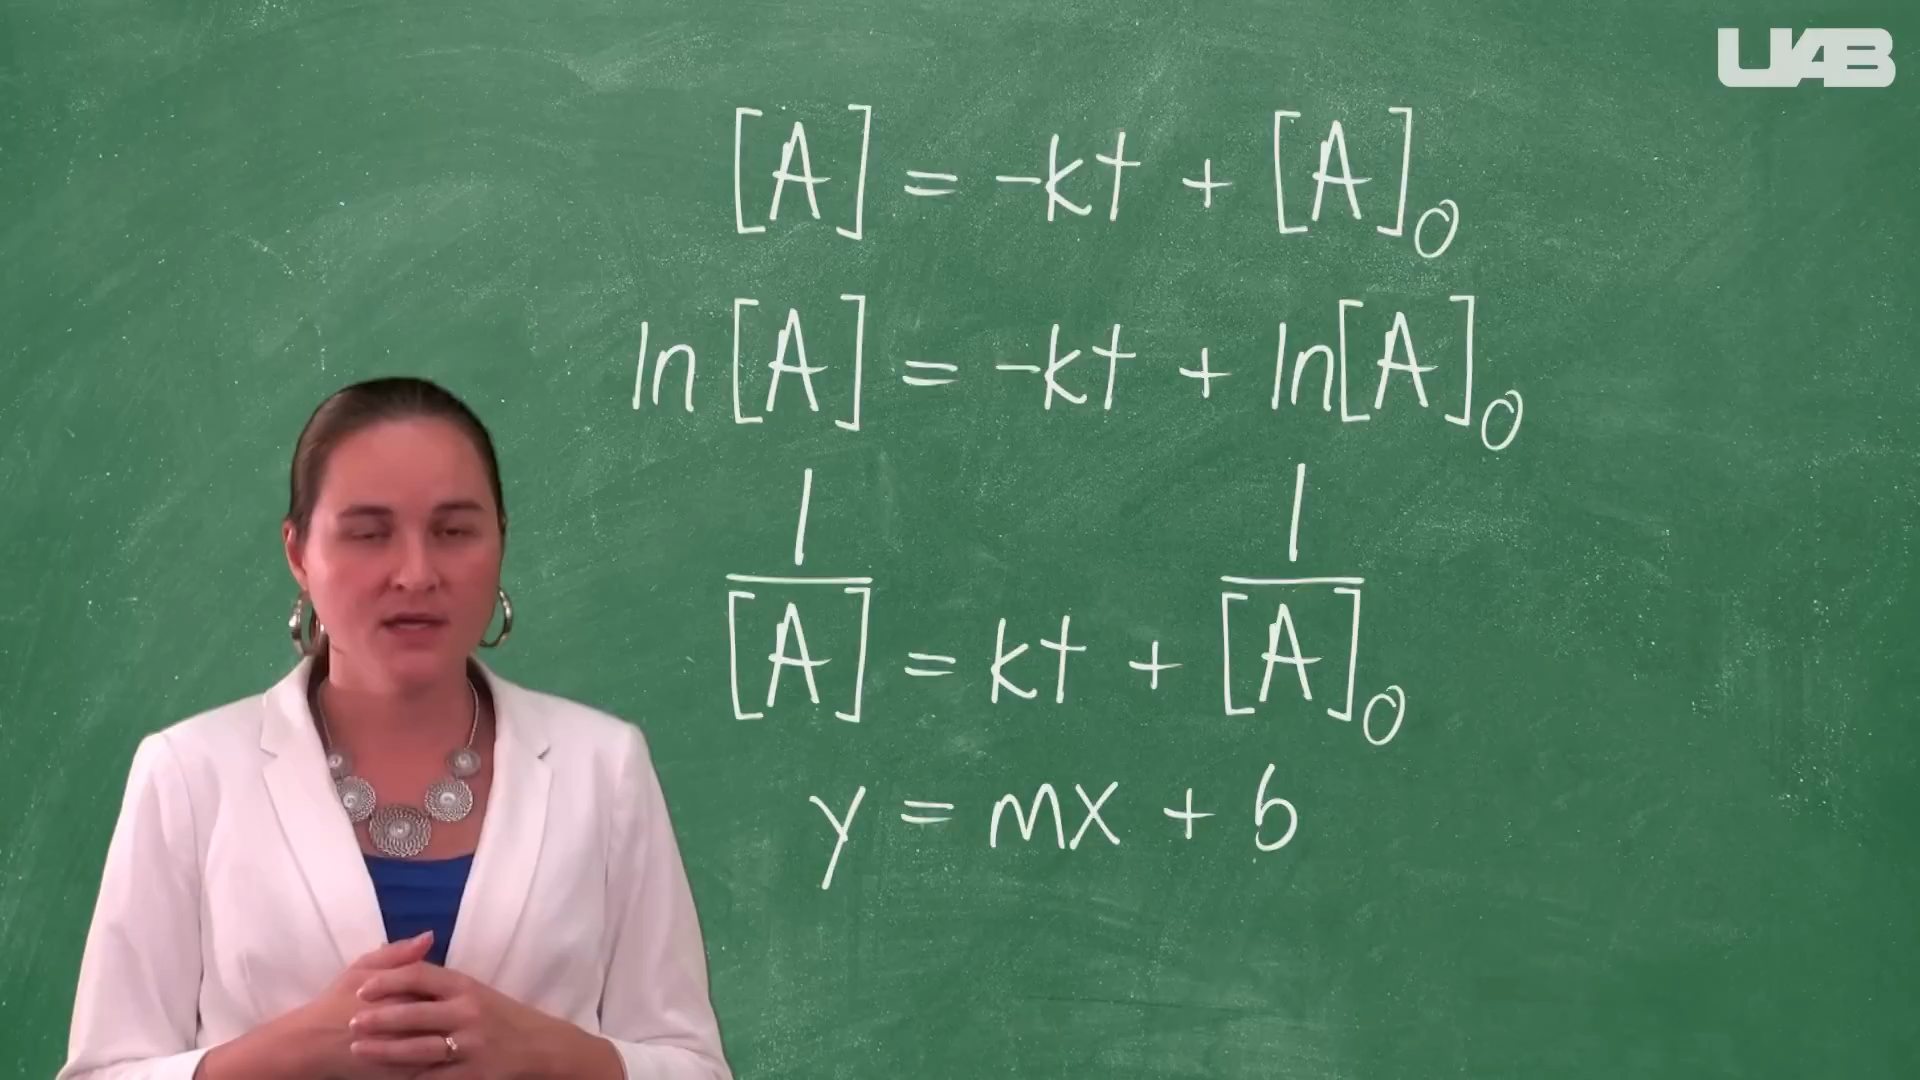 UAB
[A] = -kt + [A]₀
ln [A] = -kt + ln[A]₀
1/[A] = kt + 1/[A]₀
y = mx + b